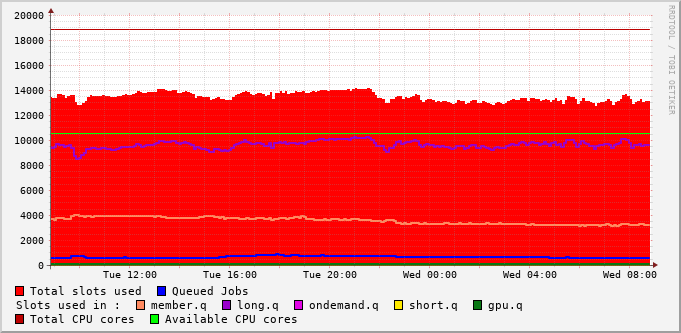 RRDTOOL / TOBI OETIKER
20000
18000
16000
14000
12000
10000
8000
6000
4000
2000
0
Tue 12:00 Tue 16:00 Tue 20:00 Wed 00:00 Wed 04:00 Wed 08:00
Total slots used Queued Jobs
Slots used in : member.q long.q ondemand.q short.q gpu.q
Total CPU cores Available CPU cores